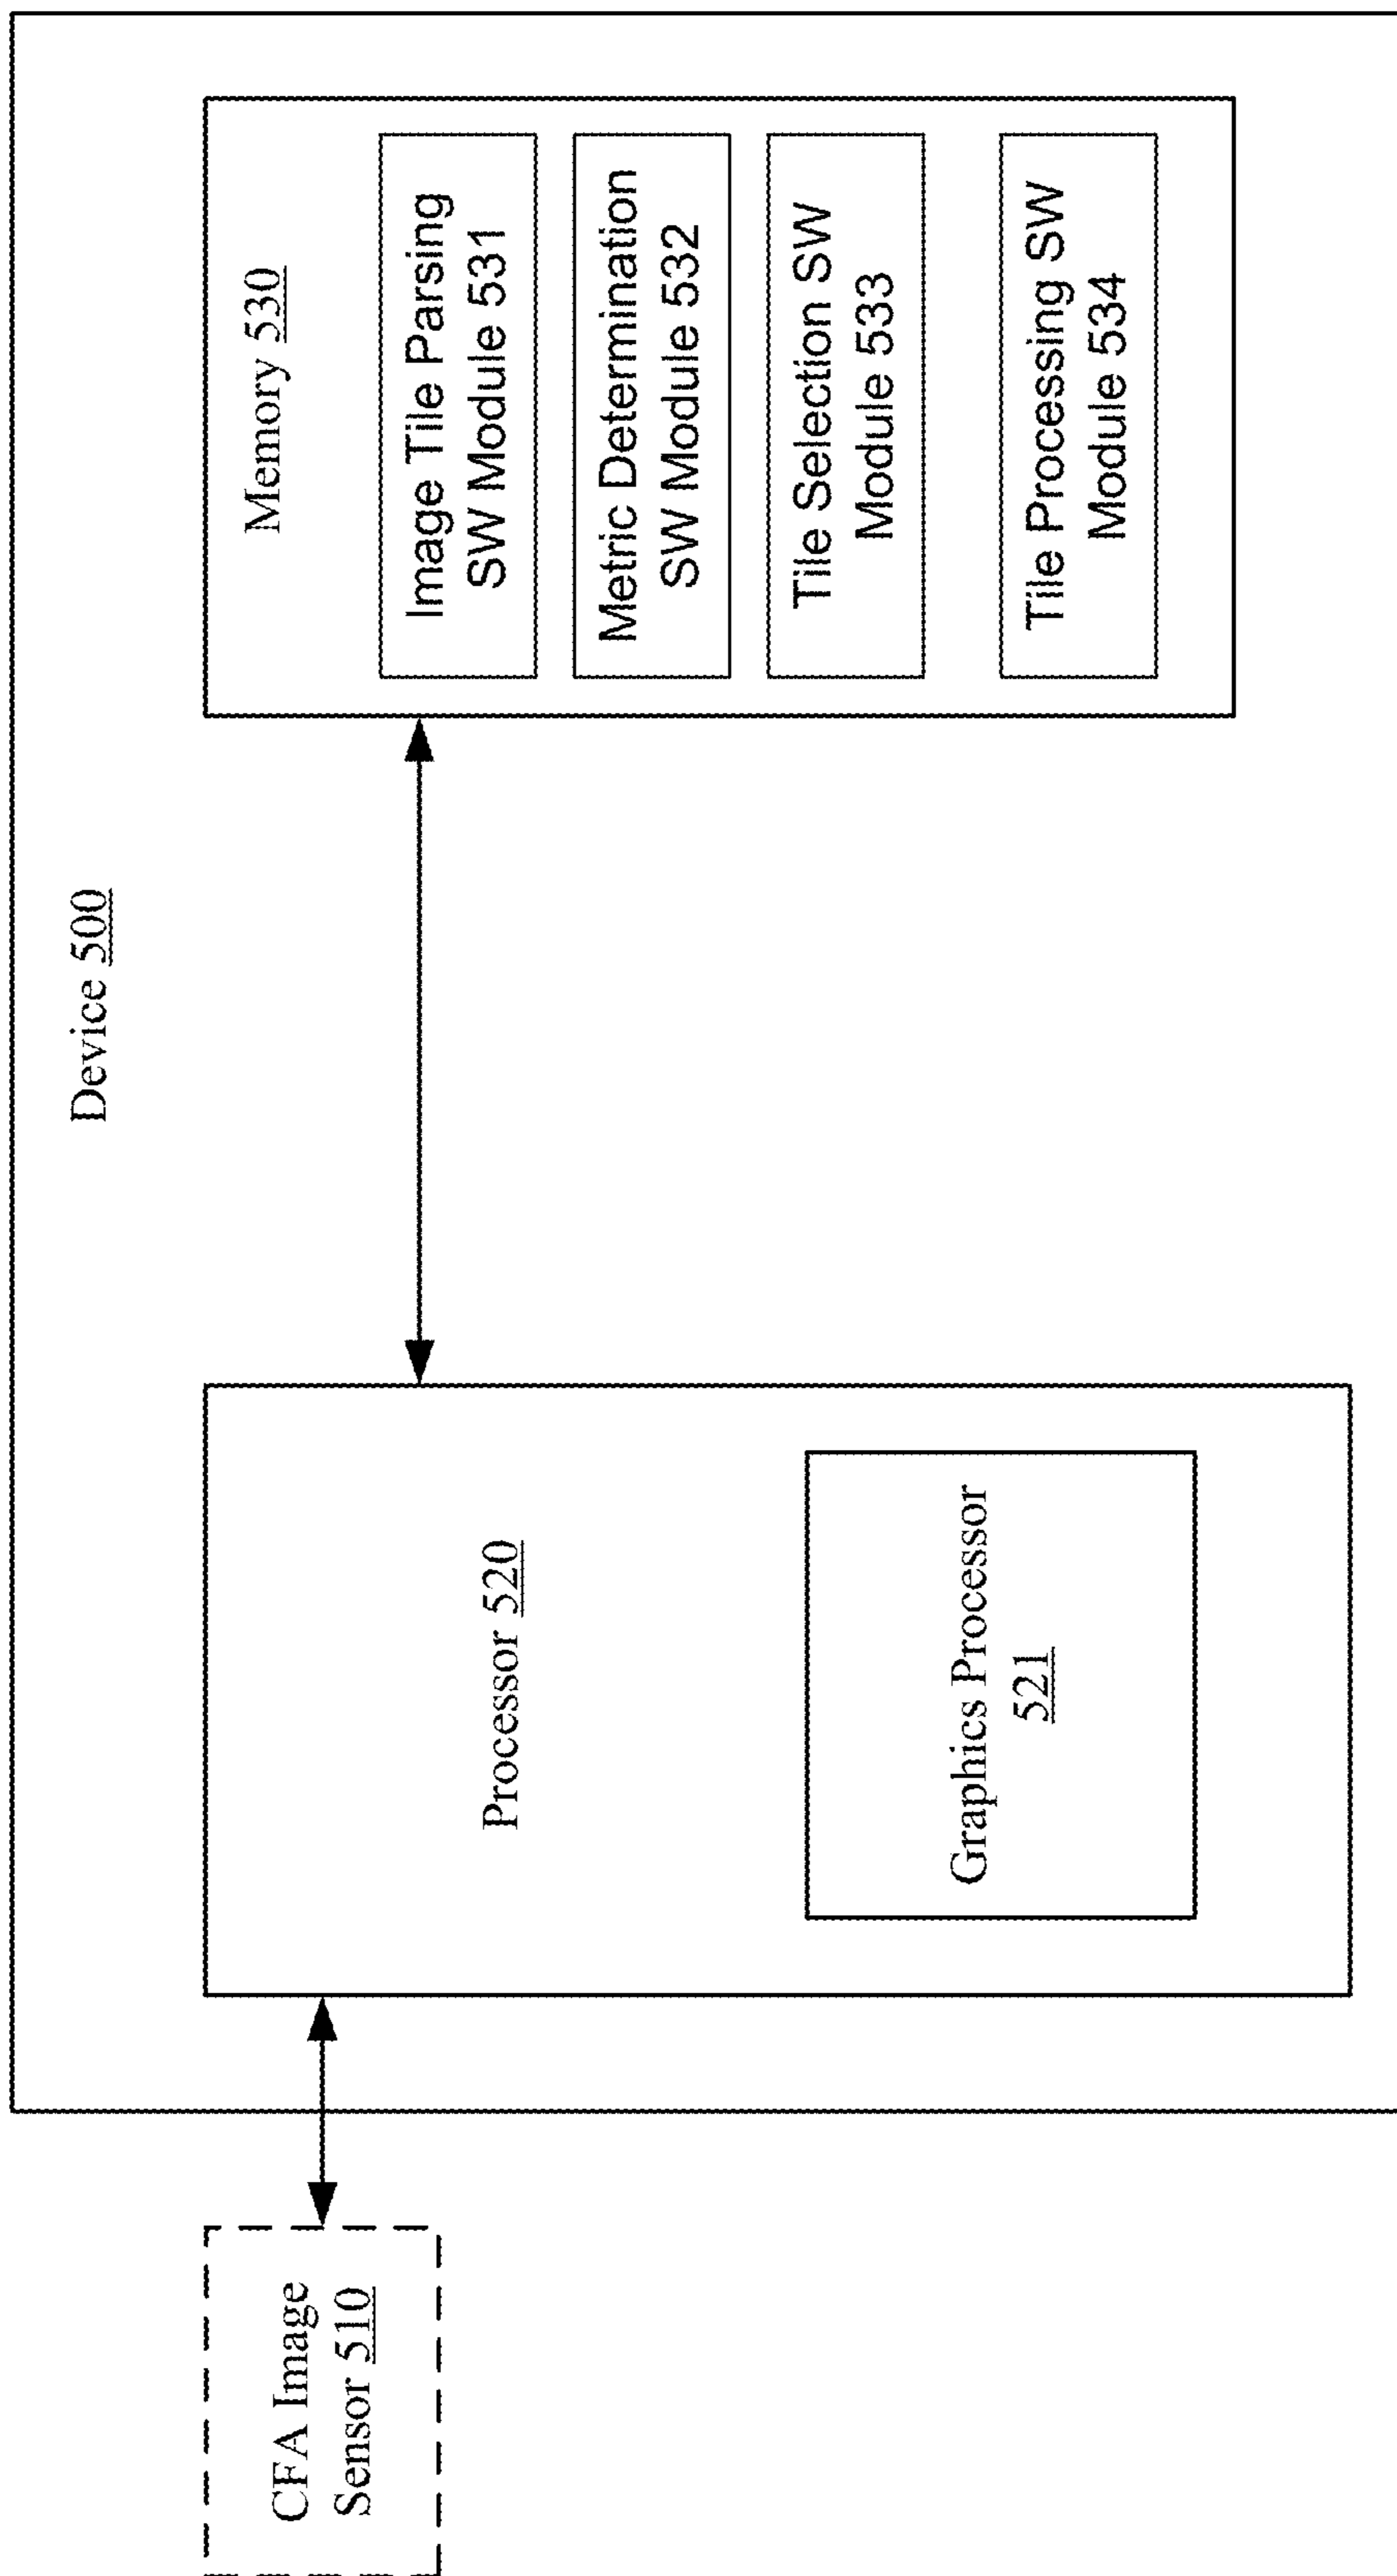 Device 500
CFA Image
Sensor 510
Processor 520
Graphics Processor
521
Memory 530
Image Tile Parsing
SW Module 531
Metric Determination
SW Module 532
Tile Selection SW
Module 533
Tile Processing SW
Module 534